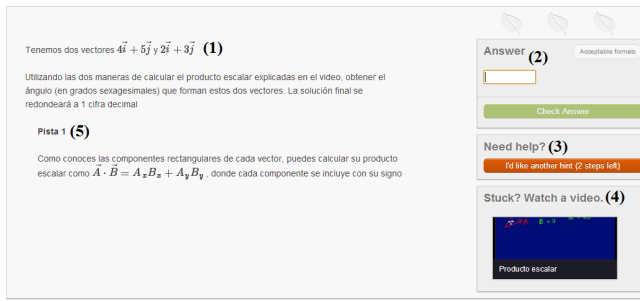 Tenemos dos vectores 4i⃗ + 5j⃗ y 2i⃗ + 3j⃗ (1)
Utilizando las dos maneras de calcular el producto escalar explicadas en el video, obtener el
ángulo (en grados sexagesimales) que forman estos dos vectores. La solución final se
redondeará a 1 cifra decimal
Pista 1 (5)
Como conoces las componentes rectangulares de cada vector, puedes calcular su producto
escalar como A⃗ · B⃗ = AₓBₓ + A_yB_y , donde cada componente se incluye con su signo
Answer (2)
Acceptable formats
Check Answer
Need help? (3)
I'd like another hint (2 steps left)
Stuck? Watch a video. (4)
Producto escalar